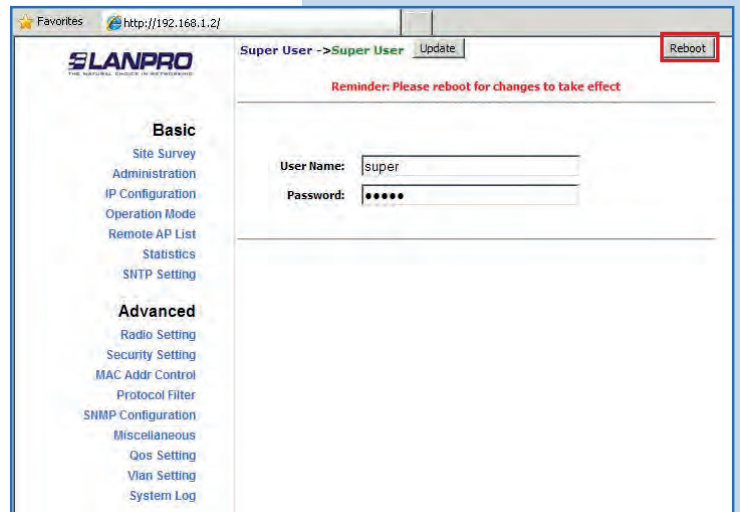 Favorites http://192.168.1.2/
LANPRO
THE NATURAL CHOICE IN NETWORKING
Super User ->Super User Update Reboot
Reminder: Please reboot for changes to take effect
User Name: super
Password: •••••
Basic
Site Survey
Administration
IP Configuration
Operation Mode
Remote AP List
Statistics
SNTP Setting
Advanced
Radio Setting
Security Setting
MAC Addr Control
Protocol Filter
SNMP Configuration
Miscellaneous
Qos Setting
Vlan Setting
System Log